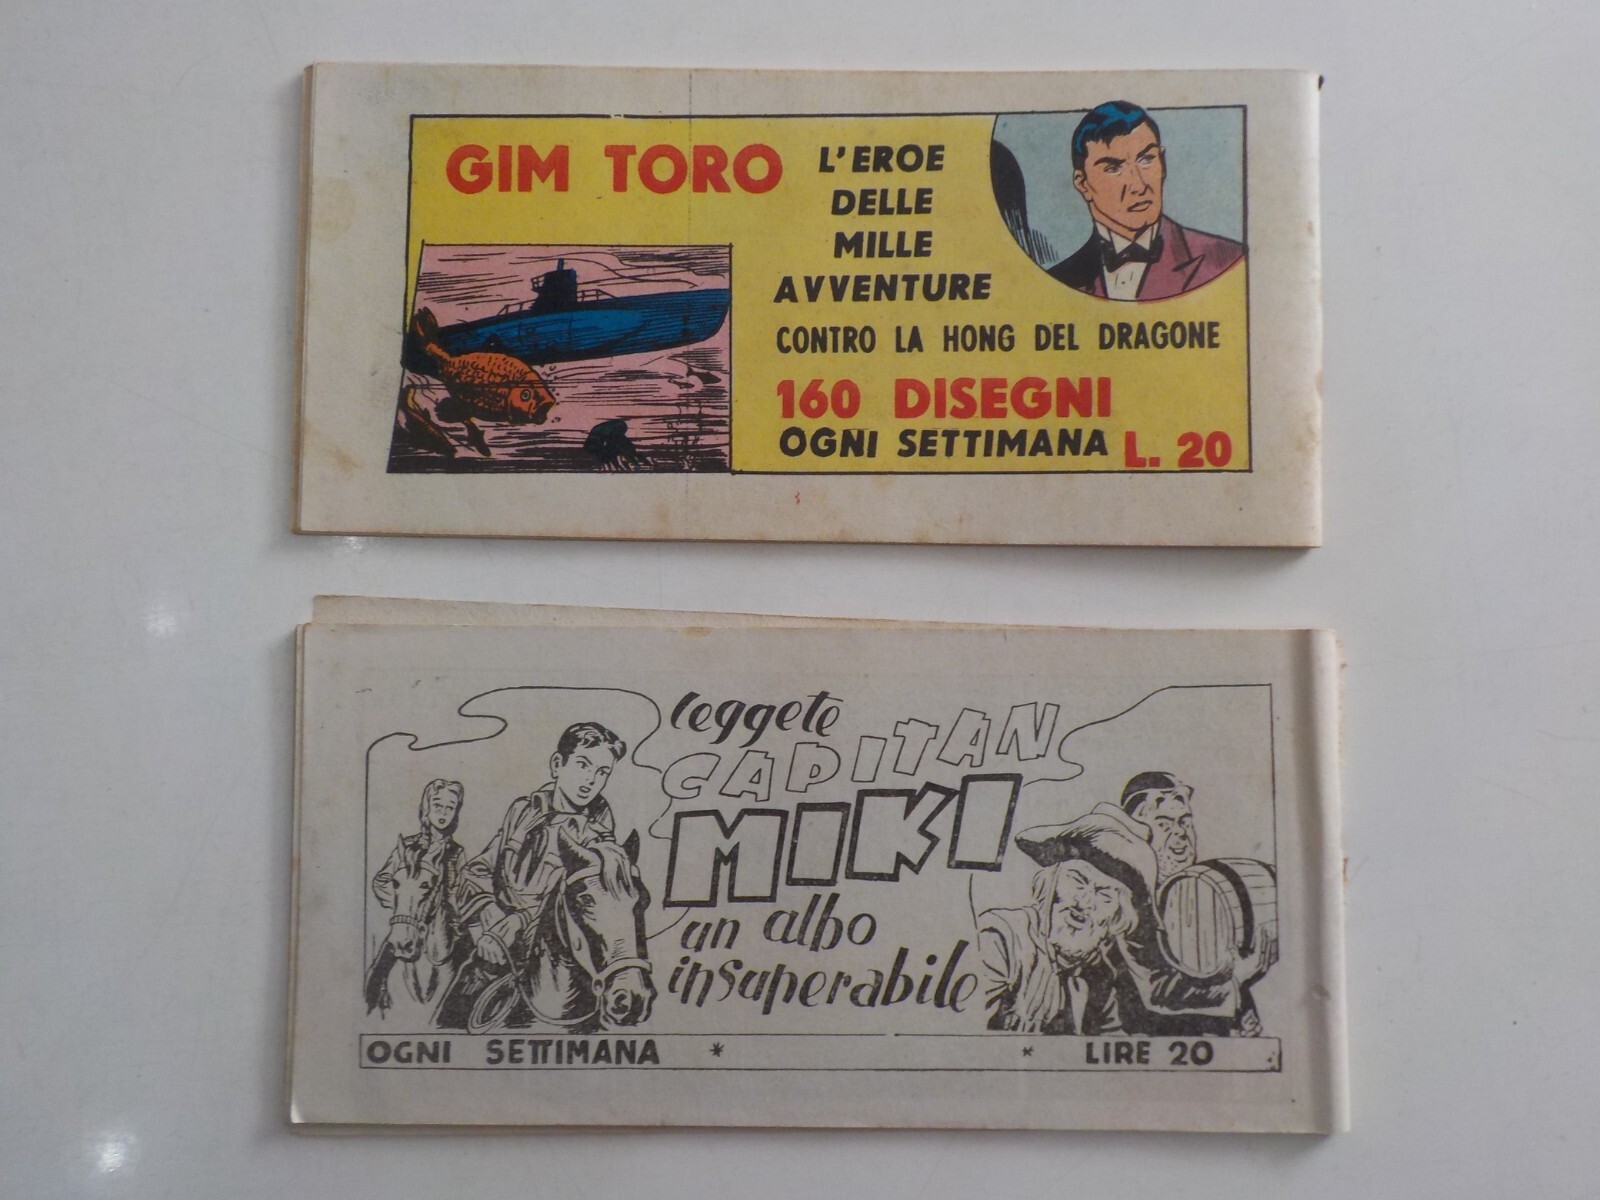 GIM TORO
L'EROE
DELLE
MILLE
AVVENTURE
CONTRO LA HONG DEL DRAGONE
160 DISEGNI
OGNI SETTIMANA L. 20
leggete
CAPITAN
MIKI
un albo
insuperabile
OGNI SETTIMANA * * LIRE 20